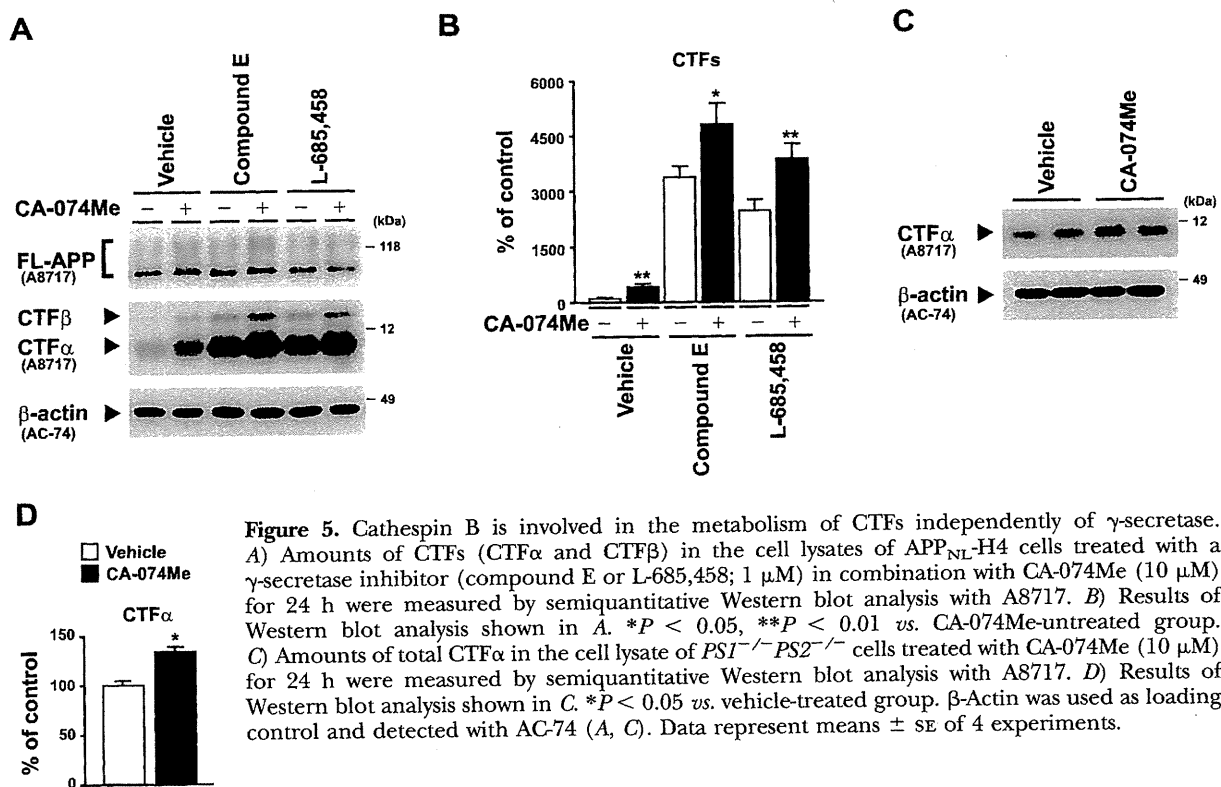 A
Vehicle
Compound E
L-685,458
CA-074Me − + − + − +
(kDa)
FL-APP
(A8717)
118
CTFβ
12
CTFα
(A8717)
49
β-actin
(AC-74)
B
CTFs
% of control
6000
4500
3000
1500
0
**
*
**
CA-074Me − + − + − +
Vehicle
Compound E
L-685,458
C
Vehicle
CA-074Me
(kDa)
12
CTFα
(A8717)
49
β-actin
(AC-74)
D
Vehicle
CA-074Me
CTFα
% of control
150
100
50
0
*
Figure 5. Cathespin B is involved in the metabolism of CTFs independently of γ-secretase.
A) Amounts of CTFs (CTFα and CTFβ) in the cell lysates of APP_NL-H4 cells treated with a
γ-secretase inhibitor (compound E or L-685,458; 1 μM) in combination with CA-074Me (10 μM)
for 24 h were measured by semiquantitative Western blot analysis with A8717. B) Results of
Western blot analysis shown in A. *P < 0.05, **P < 0.01 vs. CA-074Me-untreated group.
C) Amounts of total CTFα in the cell lysate of PS1−/−PS2−/− cells treated with CA-074Me (10 μM)
for 24 h were measured by semiquantitative Western blot analysis with A8717. D) Results of
Western blot analysis shown in C. *P < 0.05 vs. vehicle-treated group. β-Actin was used as loading
control and detected with AC-74 (A, C). Data represent means ± SE of 4 experiments.